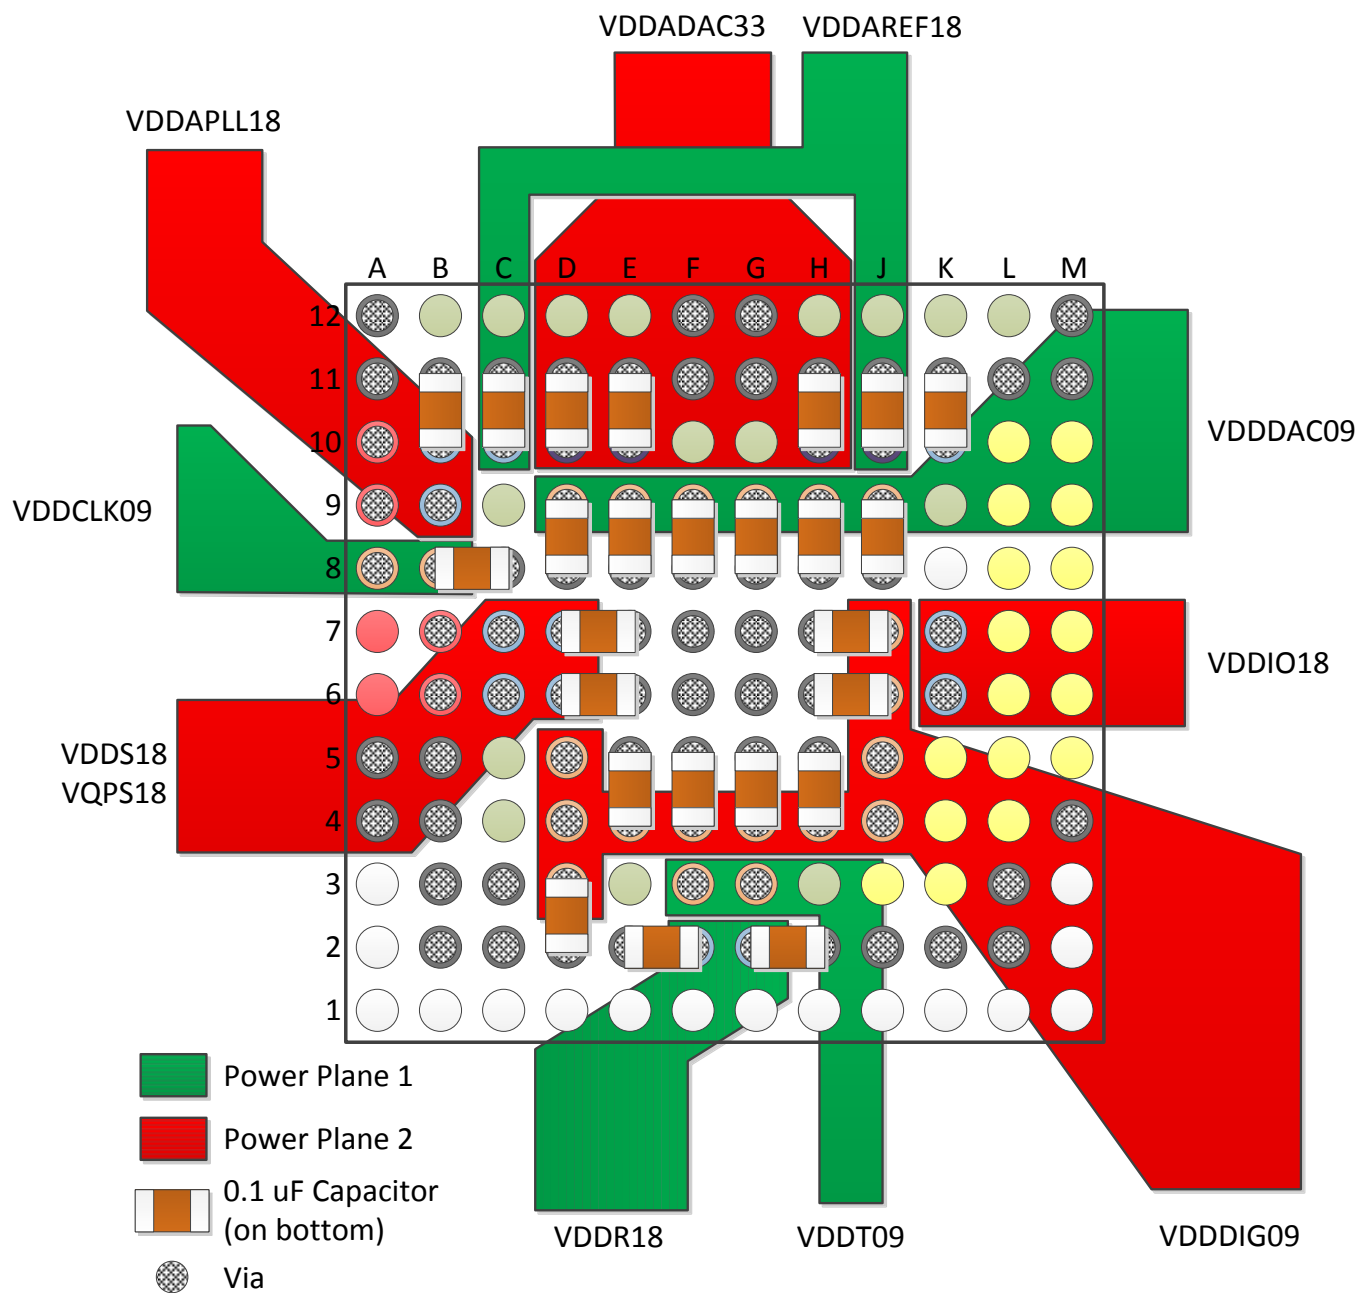 VDDADAC33
VDDAREF18
VDDAPLL18
A B C D E F G H J K L M
12
11
10
VDDDAC09
9
VDDCLK09
8
7
VDDIO18
6
VDDS18
5
VQPS18
4
3
2
1
Power Plane 1
Power Plane 2
0.1 uF Capacitor
(on bottom)
VDDR18
VDDT09
VDDDIG09
Via